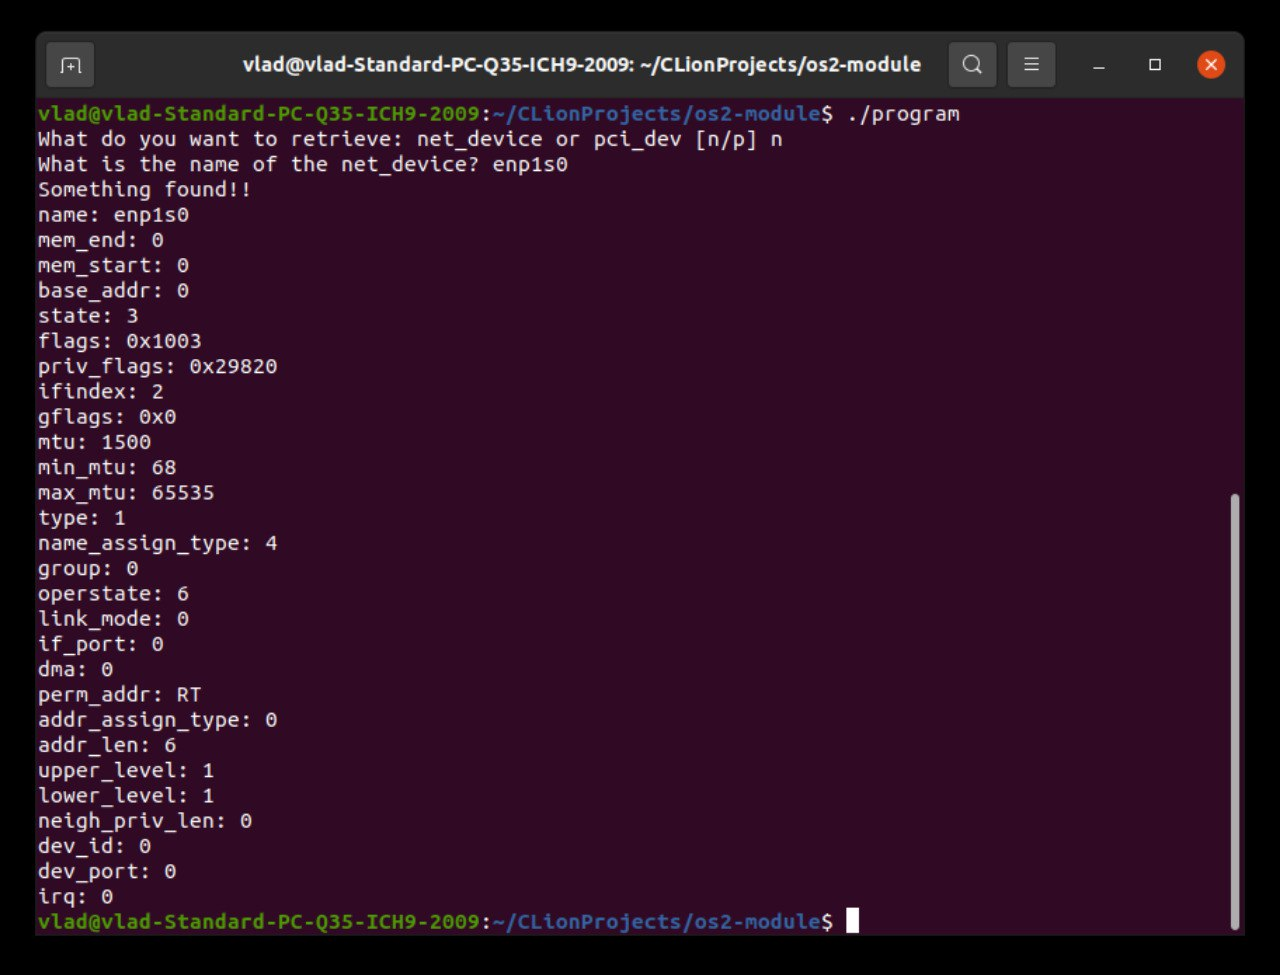 vlad@vlad-Standard-PC-Q35-ICH9-2009: ~/CLionProjects/os2-module
vlad@vlad-Standard-PC-Q35-ICH9-2009:~/CLionProjects/os2-module$ ./program
What do you want to retrieve: net_device or pci_dev [n/p] n
What is the name of the net_device? enp1s0
Something found!!
name: enp1s0
mem_end: 0
mem_start: 0
base_addr: 0
state: 3
flags: 0x1003
priv_flags: 0x29820
ifindex: 2
gflags: 0x0
mtu: 1500
min_mtu: 68
max_mtu: 65535
type: 1
name_assign_type: 4
group: 0
operstate: 6
link_mode: 0
if_port: 0
dma: 0
perm_addr: RT
addr_assign_type: 0
addr_len: 6
upper_level: 1
lower_level: 1
neigh_priv_len: 0
dev_id: 0
dev_port: 0
irq: 0
vlad@vlad-Standard-PC-Q35-ICH9-2009:~/CLionProjects/os2-module$